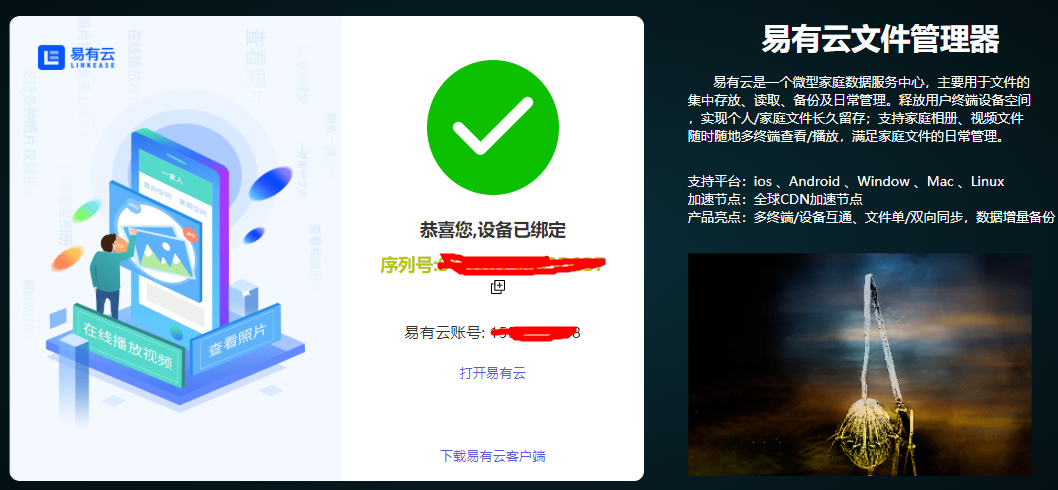 易有云
LINKEASE
一家人
我的空间 家庭空间
在线播放视频
查看照片
恭喜您,设备已绑定
序列号:
易有云账号:
打开易有云
下载易有云客户端
易有云文件管理器
易有云是一个微型家庭数据服务中心，主要用于文件的
集中存放、读取、备份及日常管理。释放用户终端设备空间
，实现个人/家庭文件长久留存；支持家庭相册、视频文件
随时随地多终端查看/播放，满足家庭文件的日常管理。
支持平台：ios 、Android 、Window 、Mac 、Linux
加速节点：全球CDN加速节点
产品亮点：多终端/设备互通、文件单/双向同步，数据增量备份